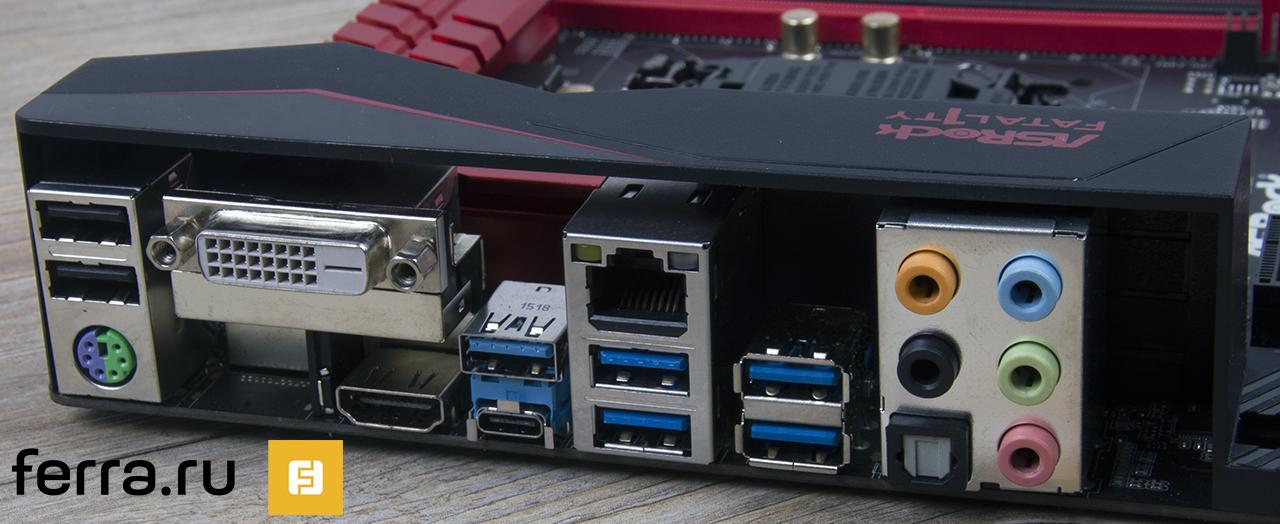 ASRock
FATAL1TY
1518
ferra.ru